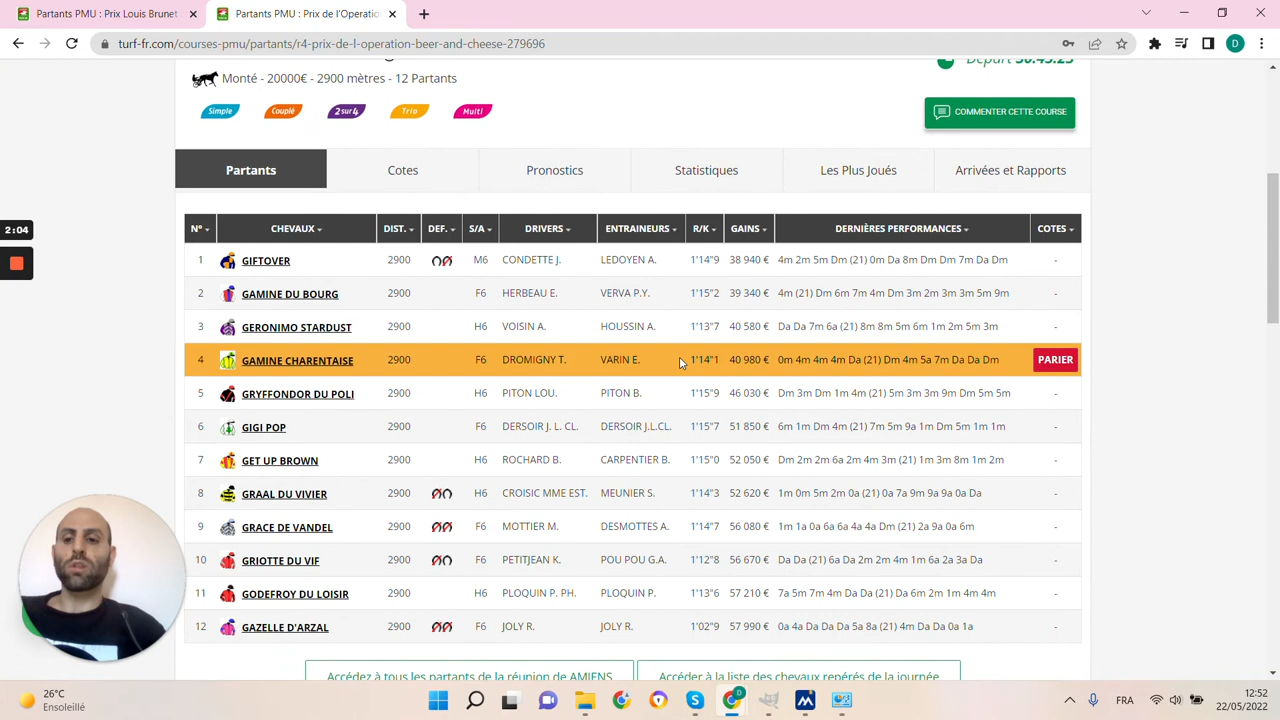 Partants PMU : Prix Louis Brunet
Partants PMU : Prix de l'Operatio
turf-fr.com/courses-pmu/partants/r4-prix-de-l-operation-beer-and-cheese-279696
D
Monté - 20000€ - 2900 mètres - 12 Partants
Simple Couplé 2sur4 Trio Multi
COMMENTER CETTE COURSE
2:04
Partants Cotes Pronostics Statistiques Les Plus Joués Arrivées et Rapports
N° CHEVAUX DIST. DEF. S/A DRIVERS ENTRAINEURS R/K GAINS DERNIÈRES PERFORMANCES COTES
1 GIFTOVER 2900 M6 CONDETTE J. LEDOYEN A. 1'14"9 38 940 € 4m 2m 5m Dm (21) 0m Da 8m Dm Dm 7m Da Dm -
2 GAMINE DU BOURG 2900 F6 HERBEAU E. VERVA P.Y. 1'15"2 39 340 € 4m (21) Dm 6m 7m 4m Dm 3m 2m 3m 3m 5m 9m -
3 GERONIMO STARDUST 2900 H6 VOISIN A. HOUSSIN A. 1'13"7 40 580 € Da Da 7m 6a (21) 8m 8m 5m 6m 1m 2m 5m 3m -
4 GAMINE CHARENTAISE 2900 F6 DROMIGNY T. VARIN E. 1'14"1 40 980 € 0m 4m 4m 4m Da (21) Dm 4m 5a 7m Da Da Dm PARIER
5 GRYFFONDOR DU POLI 2900 H6 PITON LOU. PITON B. 1'15"9 46 030 € Dm 3m Dm 1m 4m (21) 5m 3m 3m 9m Dm 5m 5m -
6 GIGI POP 2900 F6 DERSOIR J. L. CL. DERSOIR J.L.CL. 1'15"7 51 850 € 6m 1m Dm 4m (21) 7m 5m 9a 1m Dm 5m 1m 1m -
7 GET UP BROWN 2900 H6 ROCHARD B. CARPENTIER B. 1'15"0 52 050 € Dm 2m 2m 6a 2m 4m 3m (21) 1m 3m 8m 1m 2m -
8 GRAAL DU VIVIER 2900 H6 CROISIC MME EST. MEUNIER S. 1'14"3 52 620 € 1m 0m 5m 2m 0a (21) 0a 7a 9m 9a 9a 0a Da -
9 GRACE DE VANDEL 2900 F6 MOTTIER M. DESMOTTES A. 1'14"7 56 080 € 1m 1a 0a 6a 6a 4a 4a Dm (21) 2a 9a 0a 6m -
10 GRIOTTE DU VIF 2900 F6 PETITJEAN K. POU POU G.A. 1'12"8 56 670 € Da Da (21) 6a Da 2m 2m 4m 1m 6a 2a 3a Da -
11 GODEFROY DU LOISIR 2900 H6 PLOQUIN P. PH. PLOQUIN P. 1'13"6 57 210 € 7a 5m 7m 4m Da (21) Da 6m 2m 1m 4m 4m -
12 GAZELLE D'ARZAL 2900 F6 JOLY R. JOLY R. 1'02"9 57 990 € 0a 4a Da Da Da 5a 8a (21) 4m Da Da 0a 1a -
Accédez à tous les partants de la réunion de AMIENS Accéder à la liste des chevaux repérés de la journée
26°C
Ensoleillé
FRA
12:52
22/05/2022